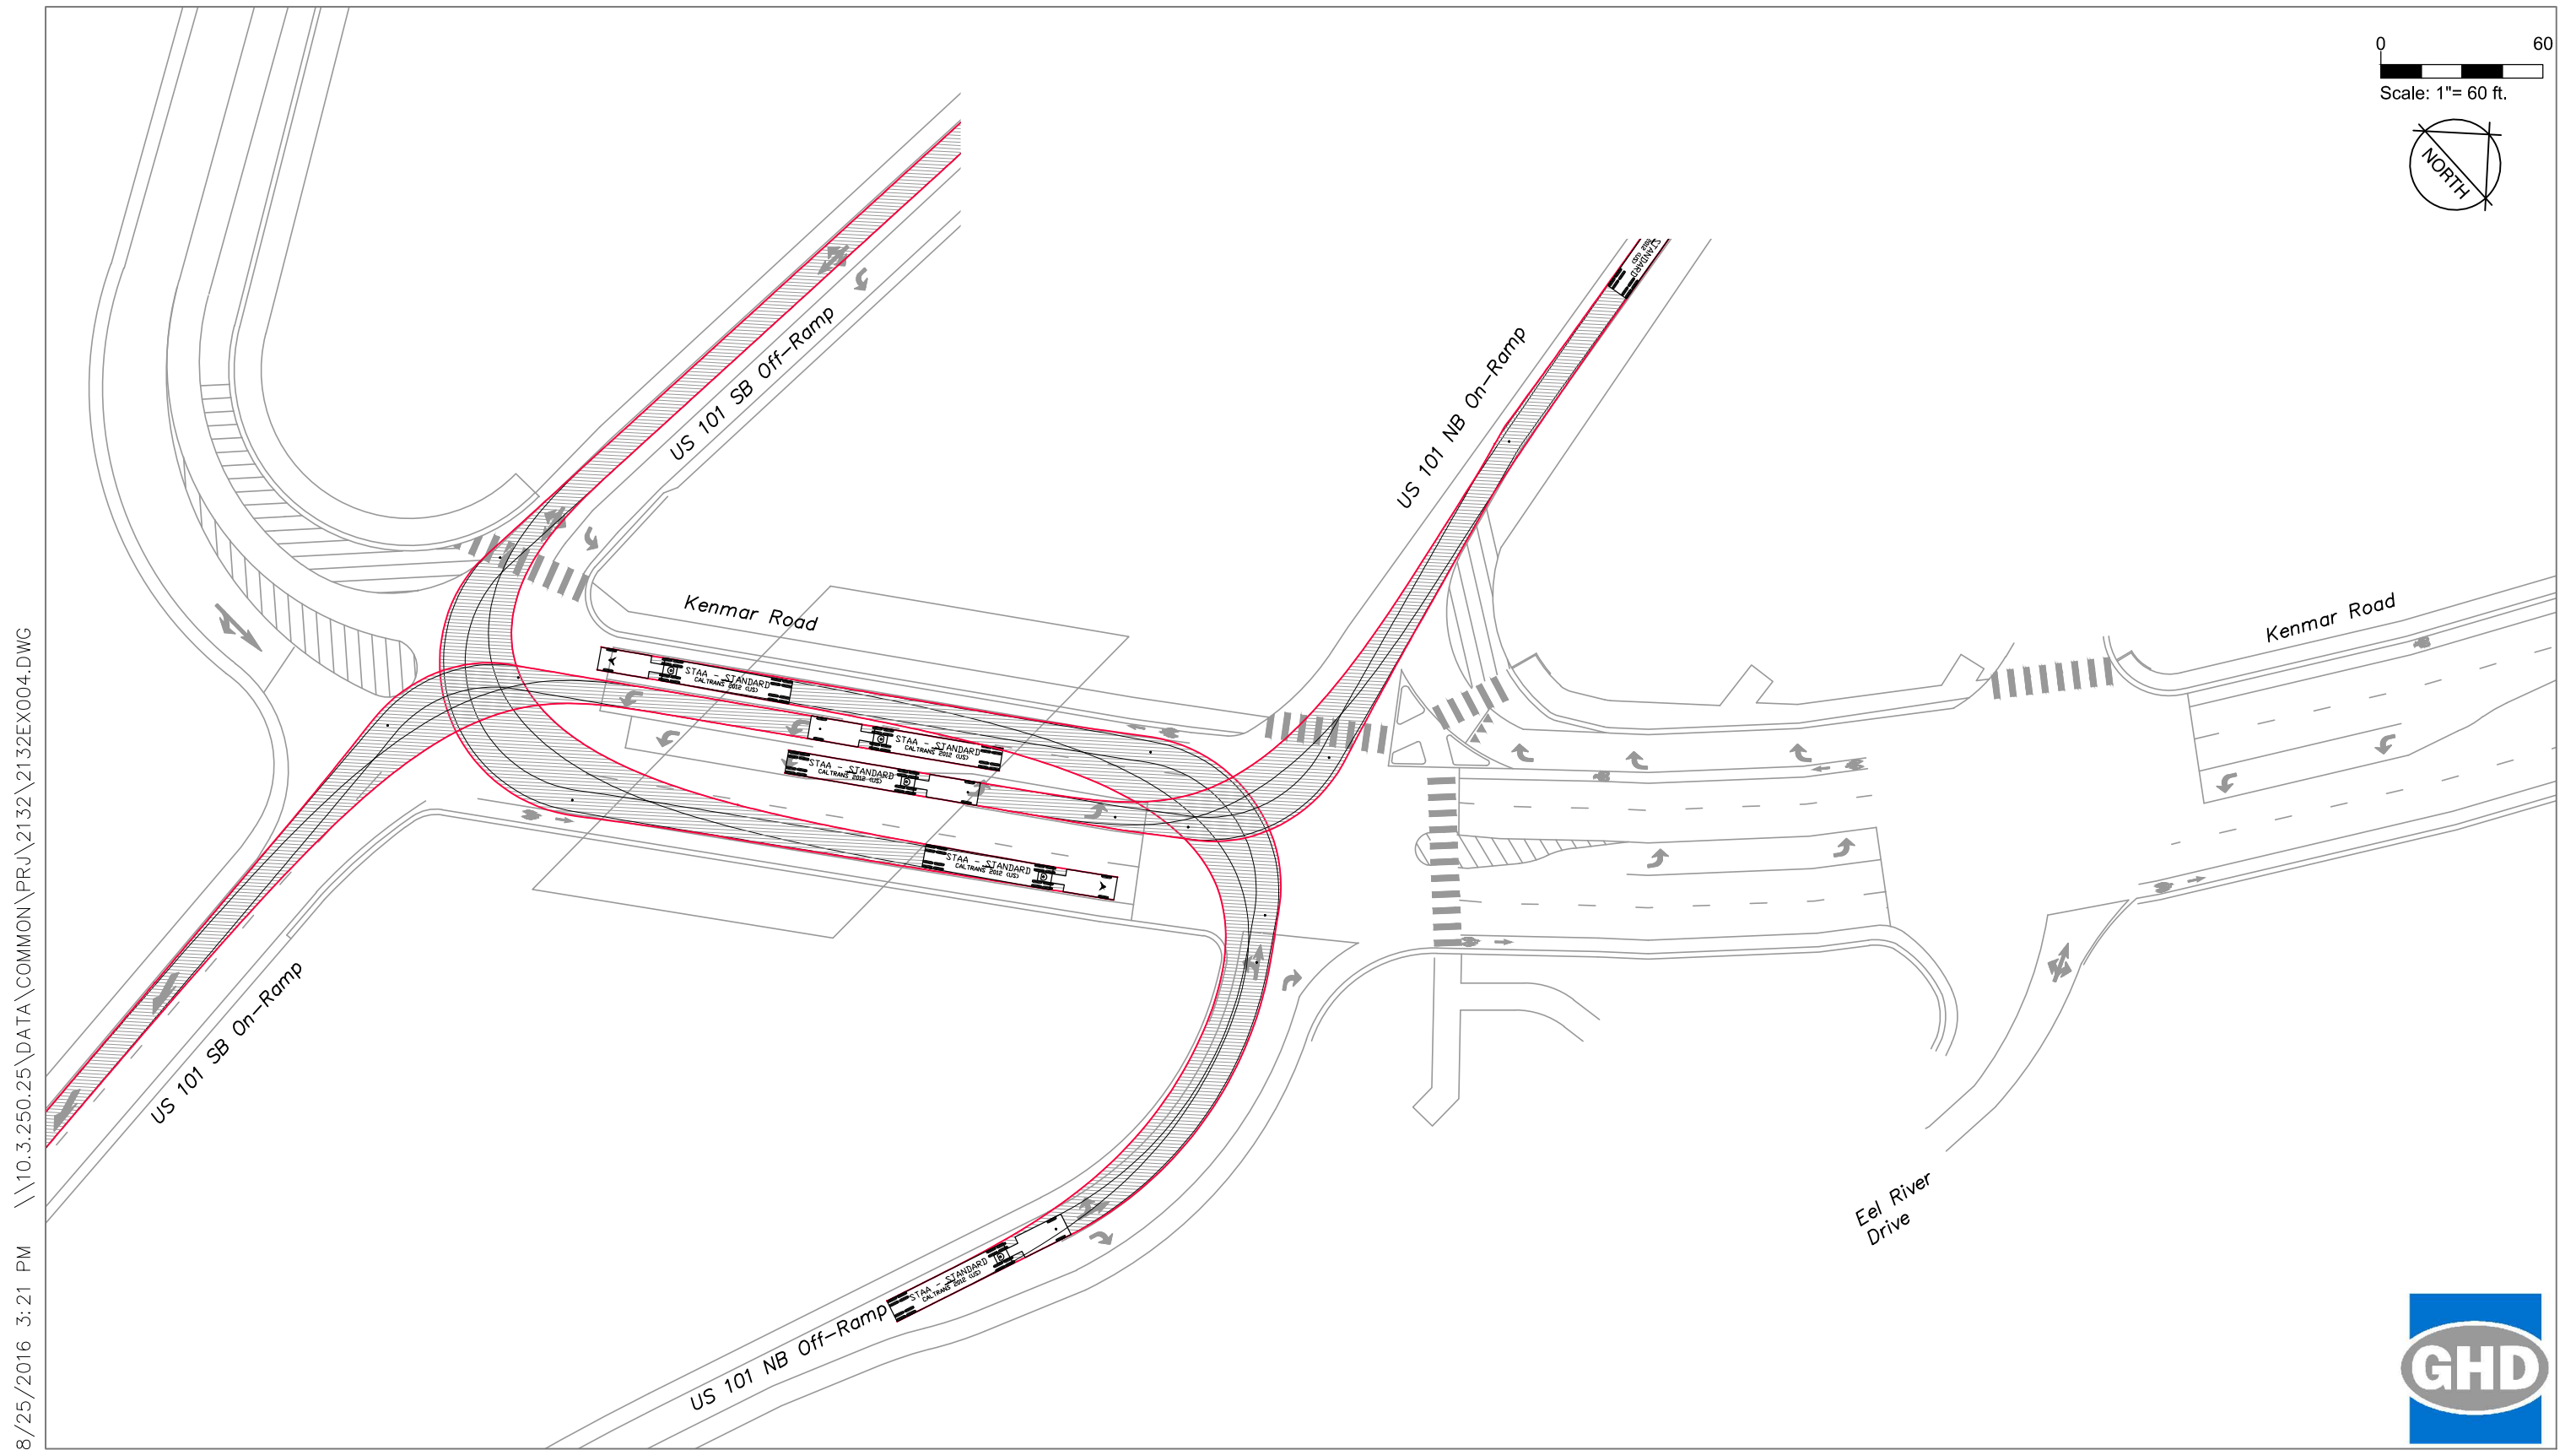 0 60
Scale: 1"= 60 ft.
NORTH
US 101 SB Off-Ramp
US 101 NB On-Ramp
STANDARD
2012 (US)
Kenmar Road
Kenmar Road
STAA - STANDARD
CALTRANS 2012 (US)
STAA - STANDARD
CALTRANS 2012 (US)
STAA - STANDARD
CALTRANS 2012 (US)
STAA - STANDARD
CALTRANS 2012 (US)
US 101 SB On-Ramp
Eel River
Drive
STAA - STANDARD
CALTRANS 2012 (US)
US 101 NB Off-Ramp
GHD
8/25/2016 3:21 PM \\10.3.250.25\DATA\COMMON\PRJ\2132\2132EX004.DWG